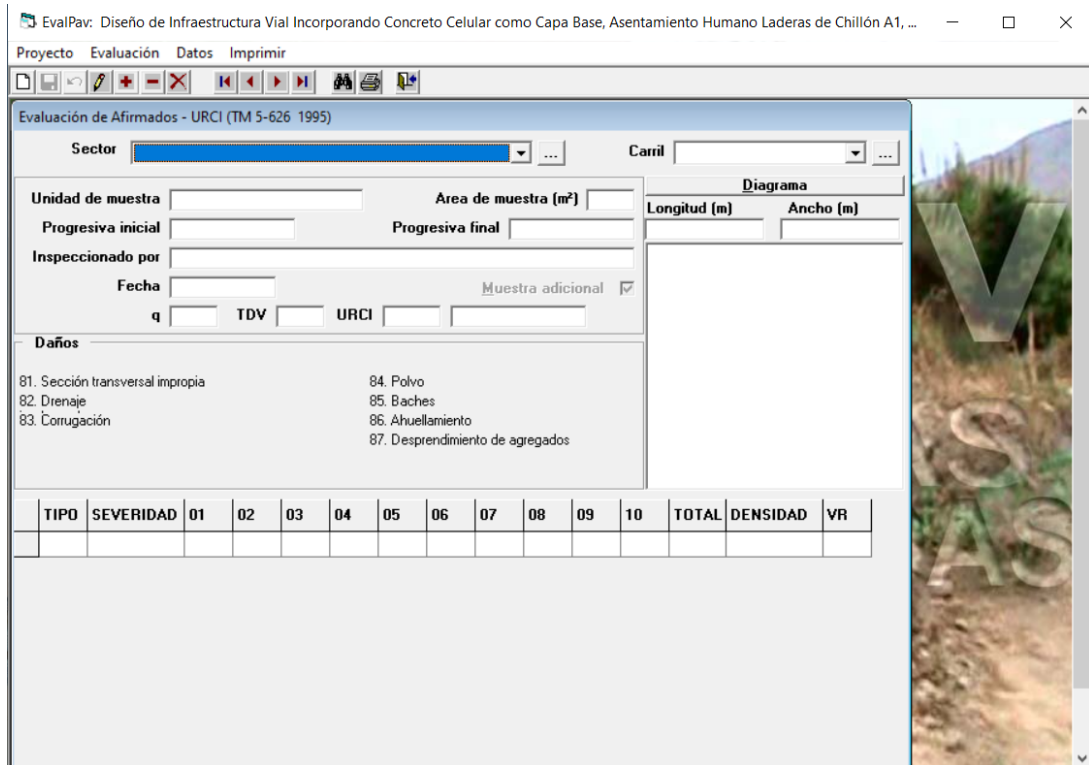 EvalPav: Diseño de Infraestructura Vial Incorporando Concreto Celular como Capa Base, Asentamiento Humano Laderas de Chillón A1, ...
Proyecto Evaluación Datos Imprimir
Evaluación de Afirmados - URCI (TM 5-626 1995)
Sector ... Carril ...
Diagrama
Unidad de muestra Area de muestra (m²)
Longitud (m) Ancho (m)
Progresiva inicial Progresiva final
Inspeccionado por
Fecha Muestra adicional
q TDV URCI
Daños
81. Sección transversal impropia 84. Polvo
82. Drenaje 85. Baches
83. Corrugación 86. Ahuellamiento
87. Desprendimiento de agregados
TIPO SEVERIDAD 01 02 03 04 05 06 07 08 09 10 TOTAL DENSIDAD VR
V
AS
AS